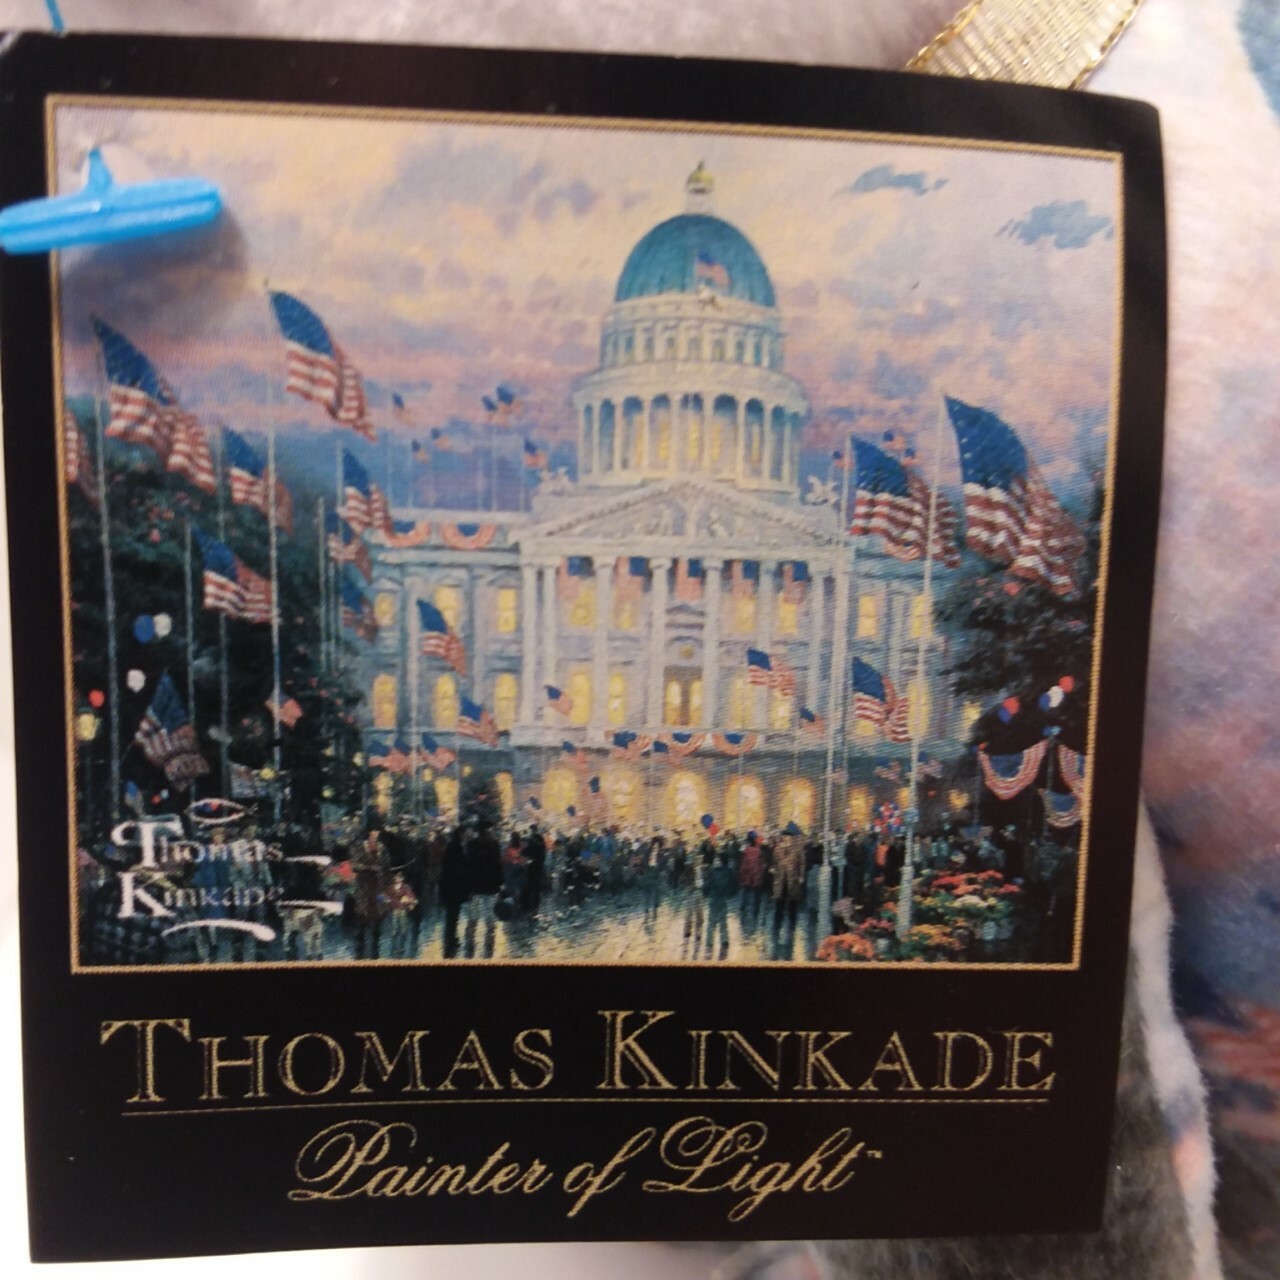 Thomas
Kinkade
THOMAS KINKADE
Painter of Light™